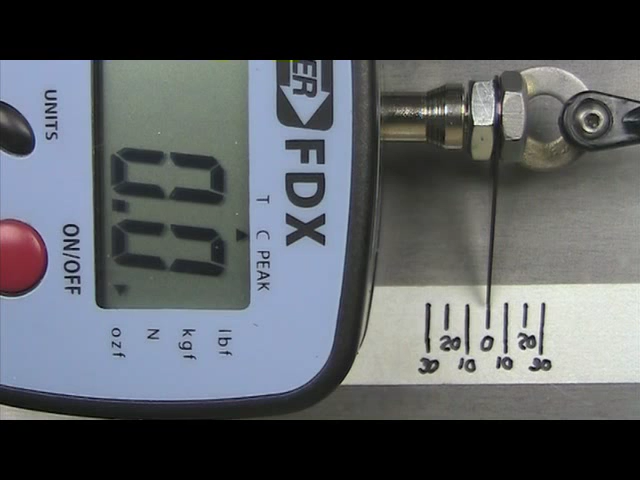 UNITS
ON/OFF
0.0
ER
FDX
T C PEAK
lbf
kgf
N
ozf
20 0 20
30 10 10 30